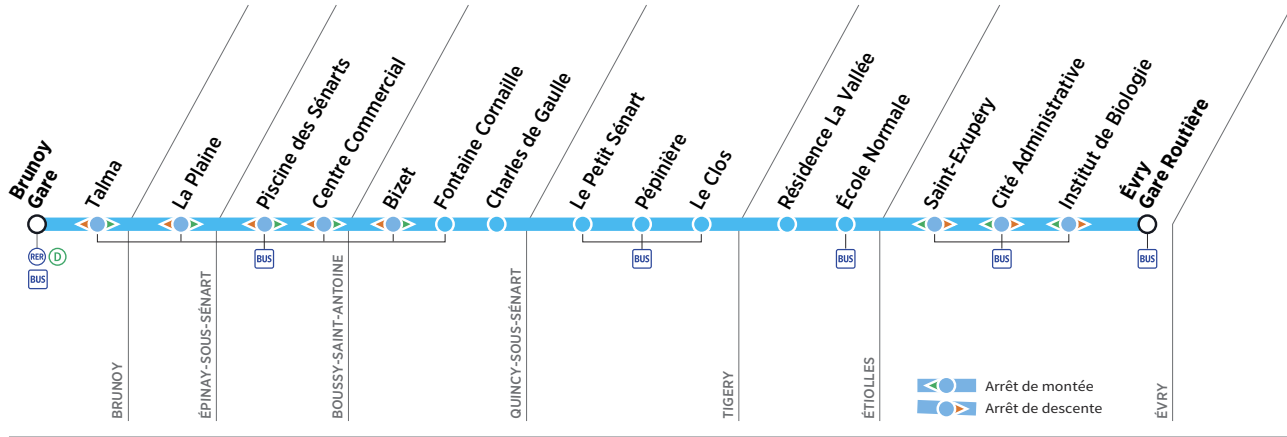 Brunoy
Gare
Talma
La Plaine
Piscine des Sénarts
Centre Commercial
Bizet
Fontaine Cornaille
Charles de Gaulle
Le Petit Sénart
Pépinière
Le Clos
Résidence La Vallée
École Normale
Saint-Exupéry
Cité Administrative
Institut de Biologie
Évry
Gare Routière
RER D
BUS
BUS
BUS
BUS
BUS
BUS
BRUNOY
ÉPINAY-SOUS-SÉNART
BOUSSY-SAINT-ANTOINE
QUINCY-SOUS-SÉNART
TIGERY
ÉTIOLLES
ÉVRY
Arrêt de montée
Arrêt de descente